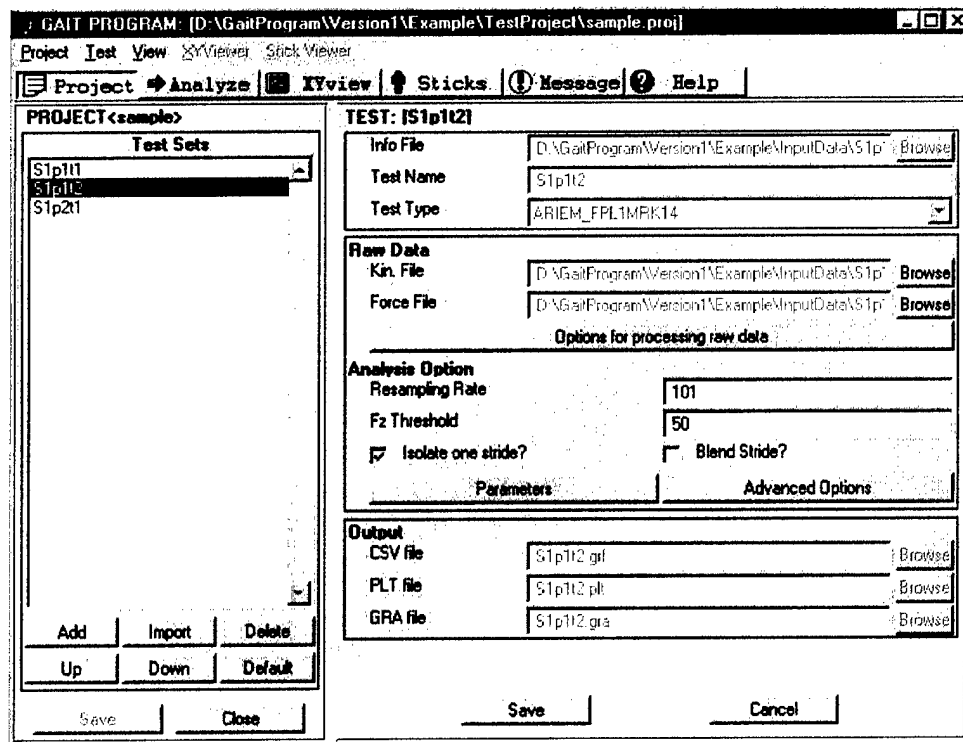 GAIT PROGRAM: [D:\GaitProgram\Version1\Example\TestProject\sample.proj]
Project Test View XYViewer Stick Viewer
Project Analyze XYview Sticks Message Help
PROJECT<sample>
Test Sets
S1p1t1
S1p1t2
S1p2t1
Add Import Delete
Up Down Default
Save Close
TEST: [S1p1t2]
Info File D:\GaitProgram\Version1\Example\InputData\S1p1 Browse
Test Name S1p1t2
Test Type ARIEM_FPL1MRK14
Raw Data
Kin. File D:\GaitProgram\Version1\Example\InputData\S1p1 Browse
Force File D:\GaitProgram\Version1\Example\InputData\S1p1 Browse
Options for processing raw data
Analysis Option
Resampling Rate 101
Fz Threshold 50
Isolate one stride? Blend Stride?
Parameters Advanced Options
Output
CSV file S1p1t2.grf Browse
PLT file S1p1t2.plt Browse
GRA file S1p1t2.gra Browse
Save Cancel